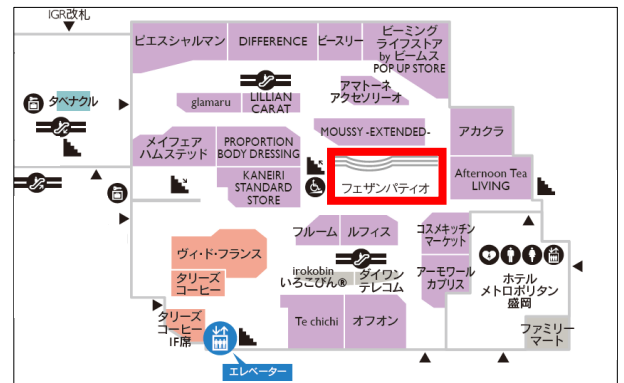 IGR改札
ピエスシャルマン
DIFFERENCE
ビースリー
ビーミング
ライフストア
by ビームス
POP UP STORE
タベナクル
glamaru
LILLIAN
CARAT
アマトーネ
アクセソリーオ
メイフェア
ハムステッド
PROPORTION
BODY DRESSING
MOUSSY -EXTENDED-
アカクラ
KANEIRI
STANDARD
STORE
フェザンパティオ
Afternoon Tea
LIVING
フルーム
ルフィス
コスメキッチン
マーケット
ヴィ・ド・フランス
タリーズ
コーヒー
irokobin
いろこびん®
ダイワン
テレコム
アーモワール
カプリス
ホテル
メトロポリタン
盛岡
タリーズ
コーヒー
IF席
Te chichi
オフオン
ファミリー
マート
エレベーター